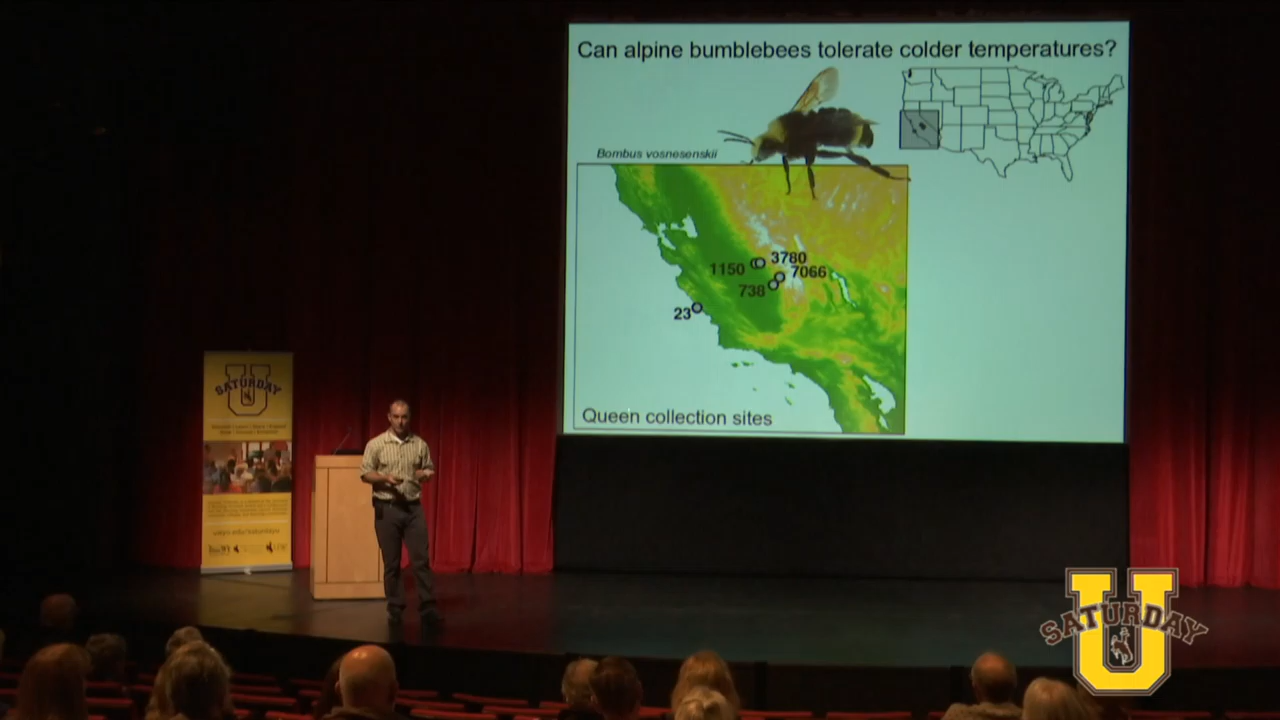 Can alpine bumblebees tolerate colder temperatures?
Bombus vosnesenskii
3780
1150
7066
738
23
Queen collection sites
SATURDAY
U
SATURDAY
U